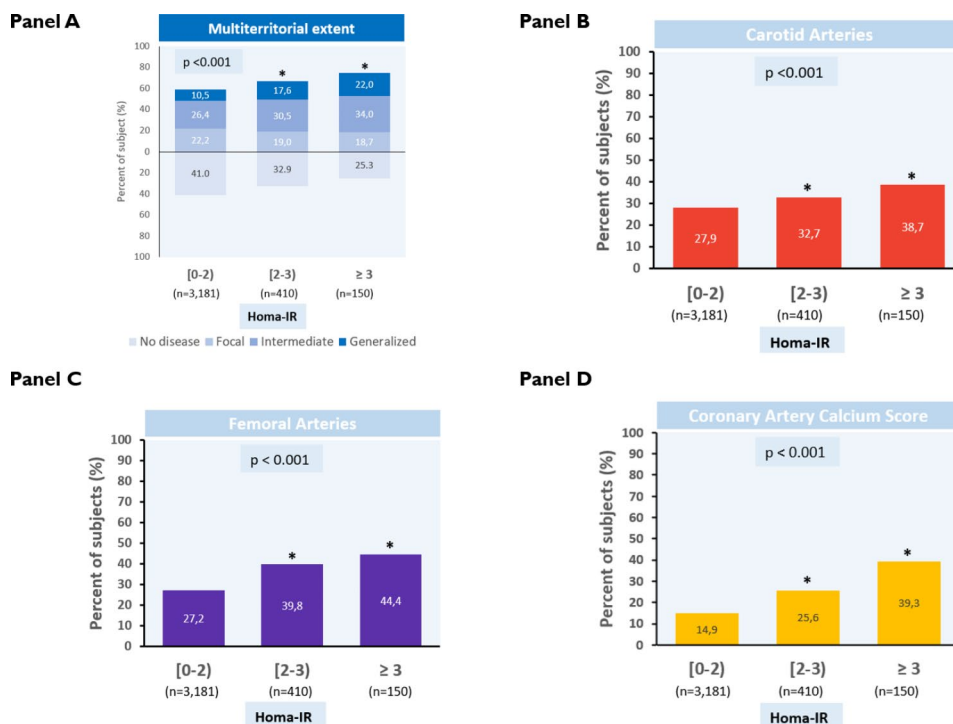 Panel A
Multiterritorial extent
Percent of subject (%)
100
80
60
40
20
0
20
40
60
80
100
p <0.001
*
*
10,5
17,6
22,0
26,4
30,5
34,0
22,2
19,0
18,7
41.0
32.9
25.3
[0-2)
[2-3)
≥ 3
(n=3,181)
(n=410)
(n=150)
Homa-IR
No disease Focal Intermediate Generalized
Panel B
Carotid Arteries
Percent of subjects (%)
100
90
80
70
60
50
40
30
20
10
0
p <0.001
*
*
27,9
32,7
38,7
[0-2)
[2-3)
≥ 3
(n=3,181)
(n=410)
(n=150)
Homa-IR
Panel C
Femoral Arteries
Percent of subjects (%)
100
90
80
70
60
50
40
30
20
10
0
p < 0.001
*
*
27,2
39,8
44,4
[0-2)
[2-3)
≥ 3
(n=3,181)
(n=410)
(n=150)
Homa-IR
Panel D
Coronary Artery Calcium Score
Percent of subjects (%)
100
90
80
70
60
50
40
30
20
10
0
p < 0.001
*
*
14,9
25,6
39,3
[0-2)
[2-3)
≥ 3
(n=3,181)
(n=410)
(n=150)
Homa-IR